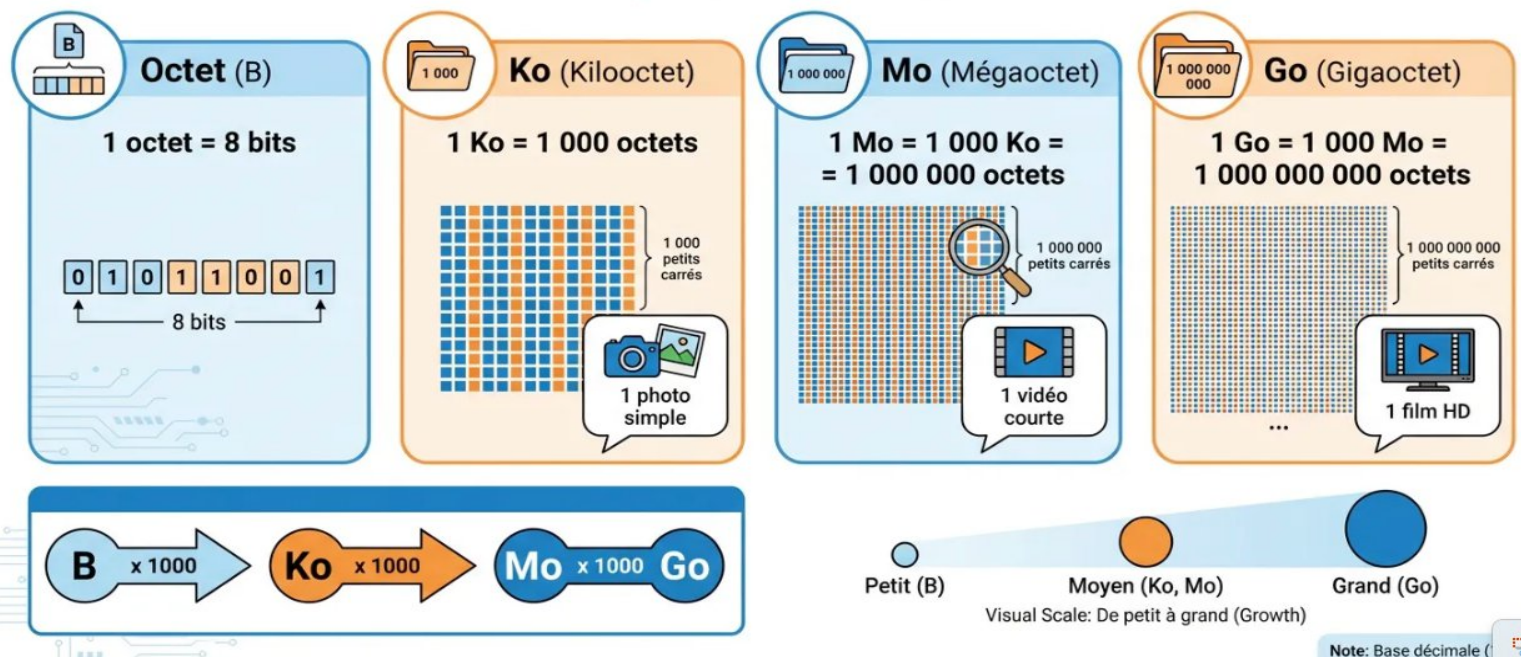 B
Octet (B)
1 octet = 8 bits
0 1 0 1 1 0 0 1
8 bits
1 000
Ko (Kilooctet)
1 Ko = 1 000 octets
1 000
petits
carrés
1 photo
simple
1 000 000
Mo (Mégaoctet)
1 Mo = 1 000 Ko =
= 1 000 000 octets
1 000 000
petits carrés
1 vidéo
courte
1 000 000
000
Go (Gigaoctet)
1 Go = 1 000 Mo =
1 000 000 000 octets
1 000 000 000
petits carrés
1 film HD
...
B x 1000 Ko x 1000 Mo x 1000 Go
Petit (B)
Moyen (Ko, Mo)
Grand (Go)
Visual Scale: De petit à grand (Growth)
Note: Base décimale (